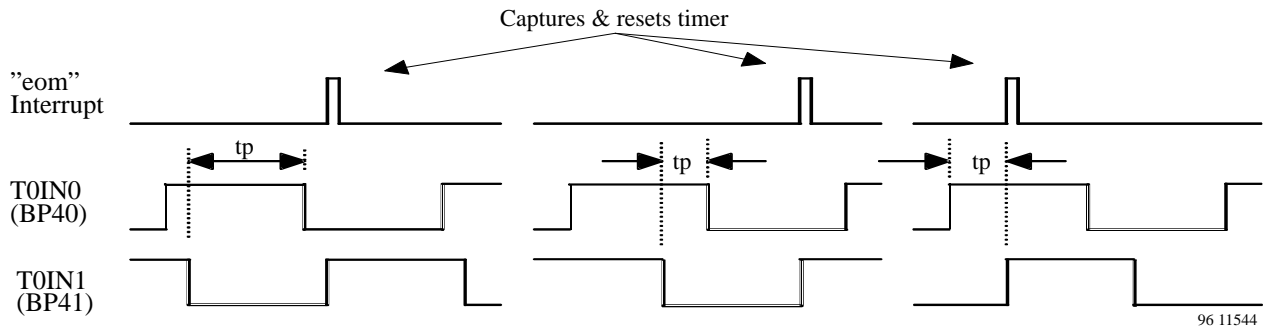 Captures & resets timer
”eom”
Interrupt
tp
tp
tp
T0IN0
(BP40)
T0IN1
(BP41)
96 11544